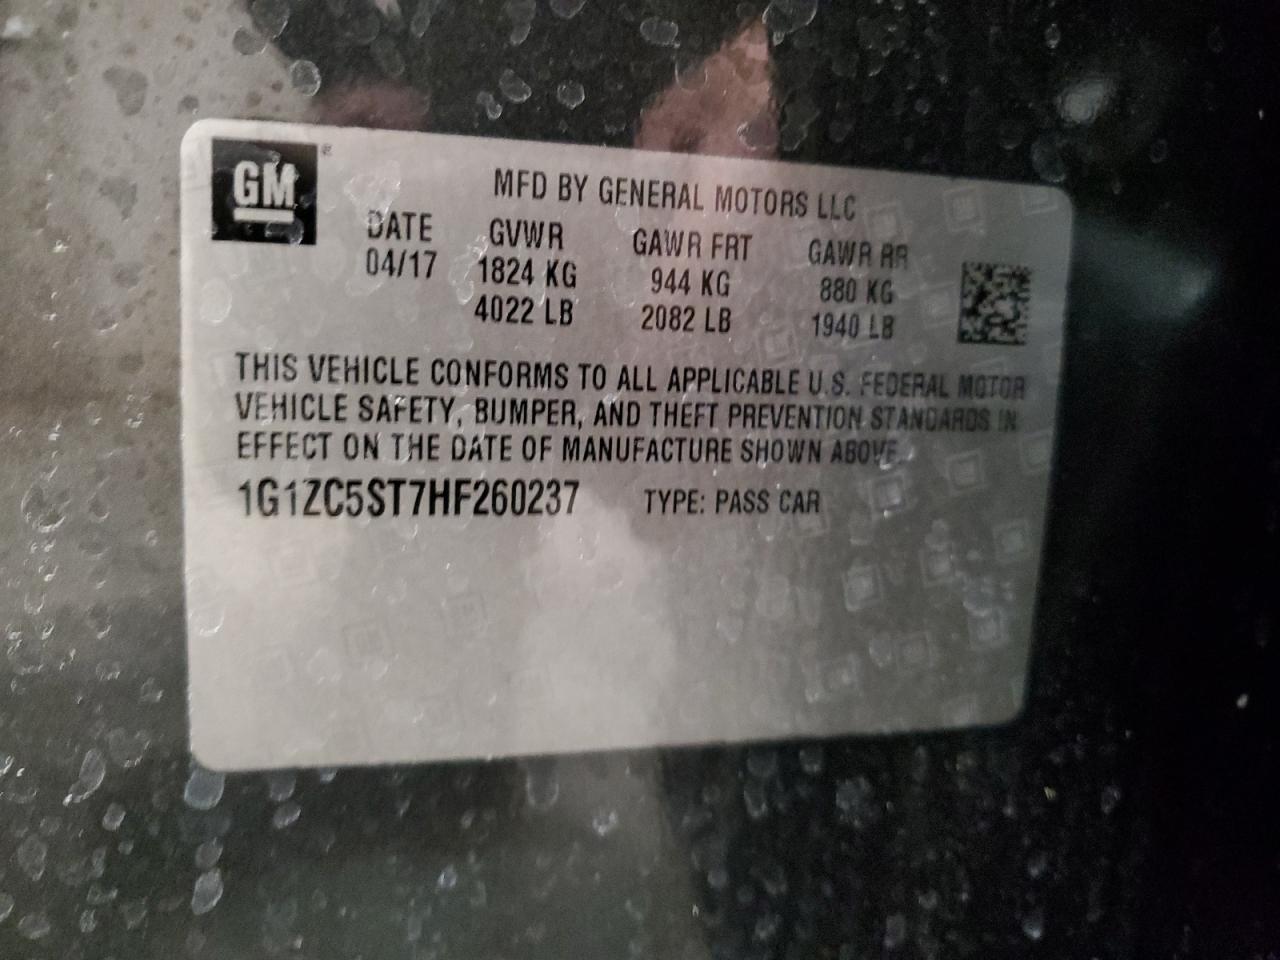 GM®
MFD BY GENERAL MOTORS LLC
DATE GVWR GAWR FRT GAWR RR
04/17 1824 KG 944 KG 880 KG
4022 LB 2082 LB 1940 LB
THIS VEHICLE CONFORMS TO ALL APPLICABLE U.S. FEDERAL MOTOR
VEHICLE SAFETY, BUMPER, AND THEFT PREVENTION STANDARDS IN
EFFECT ON THE DATE OF MANUFACTURE SHOWN ABOVE.
1G1ZC5ST7HF260237 TYPE: PASS CAR